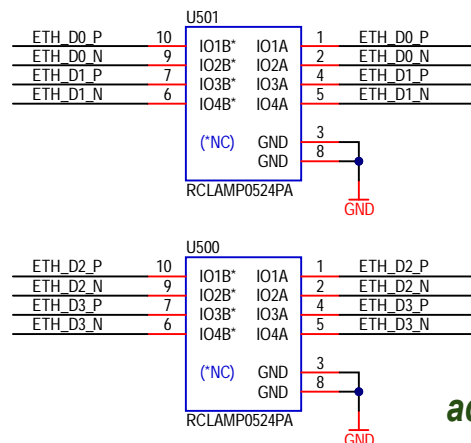 U501
ETH_D0_P 10 IO1B* IO1A 1 ETH_D0_P
ETH_D0_N 9 IO2B* IO2A 2 ETH_D0_N
ETH_D1_P 7 IO3B* IO3A 4 ETH_D1_P
ETH_D1_N 6 IO4B* IO4A 5 ETH_D1_N
(*NC) GND 3
GND 8
RCLAMP0524PA
GND
U500
ETH_D2_P 10 IO1B* IO1A 1 ETH_D2_P
ETH_D2_N 9 IO2B* IO2A 2 ETH_D2_N
ETH_D3_P 7 IO3B* IO3A 4 ETH_D3_P
ETH_D3_N 6 IO4B* IO4A 5 ETH_D3_N
(*NC) GND 3
GND 8
RCLAMP0524PA
GND